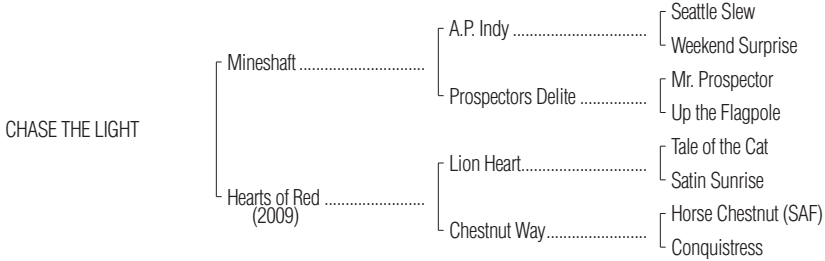 Seattle Slew
A.P. Indy ................................
Weekend Surprise
Mineshaft ..............................
Mr. Prospector
Prospectors Delite ................
Up the Flagpole
CHASE THE LIGHT
Tale of the Cat
Lion Heart..............................
Satin Sunrise
Hearts of Red ........................
(2009)
Horse Chestnut (SAF)
Chestnut Way........................
Conquistress